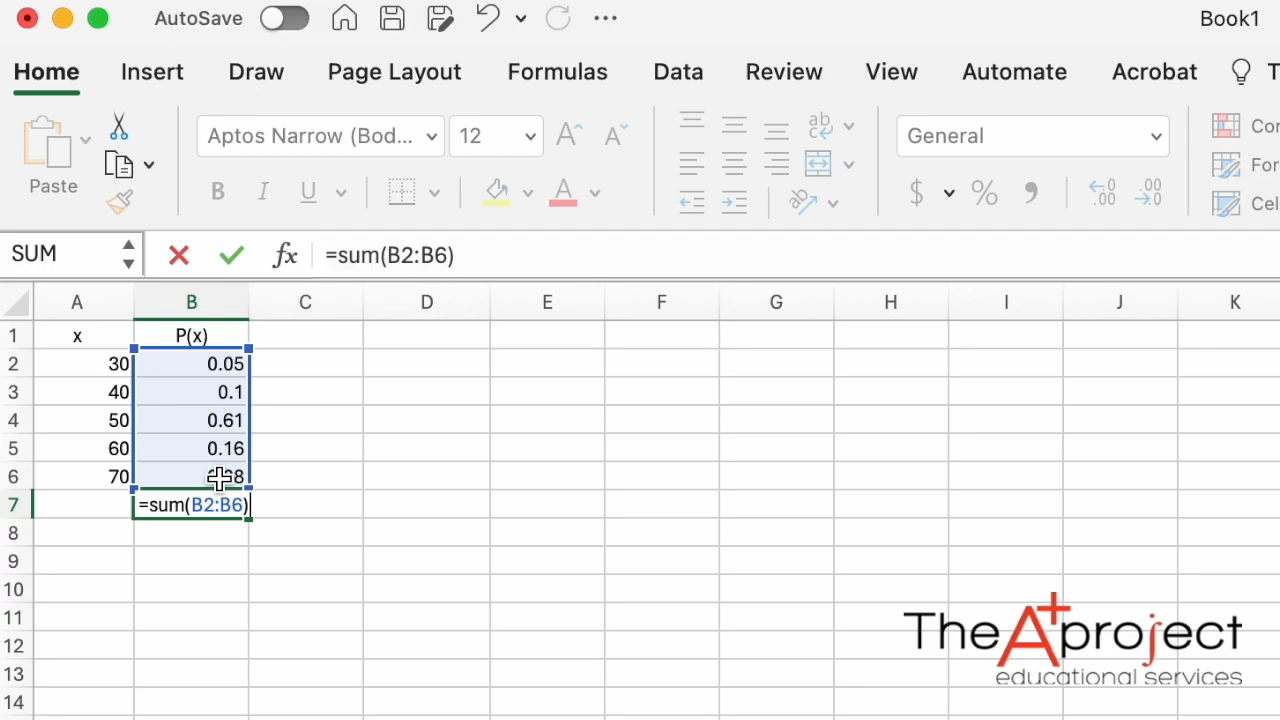 AutoSave Book1
Home Insert Draw Page Layout Formulas Data Review View Automate Acrobat
Paste Aptos Narrow (Bod... 12 General
SUM =sum(B2:B6)
A B C D E F G H I J K
1 x P(x)
2 30 0.05
3 40 0.1
4 50 0.61
5 60 0.16
6 70
7 =sum(B2:B6)
8
9
10
11
12
13
14
TheA+project
educational services